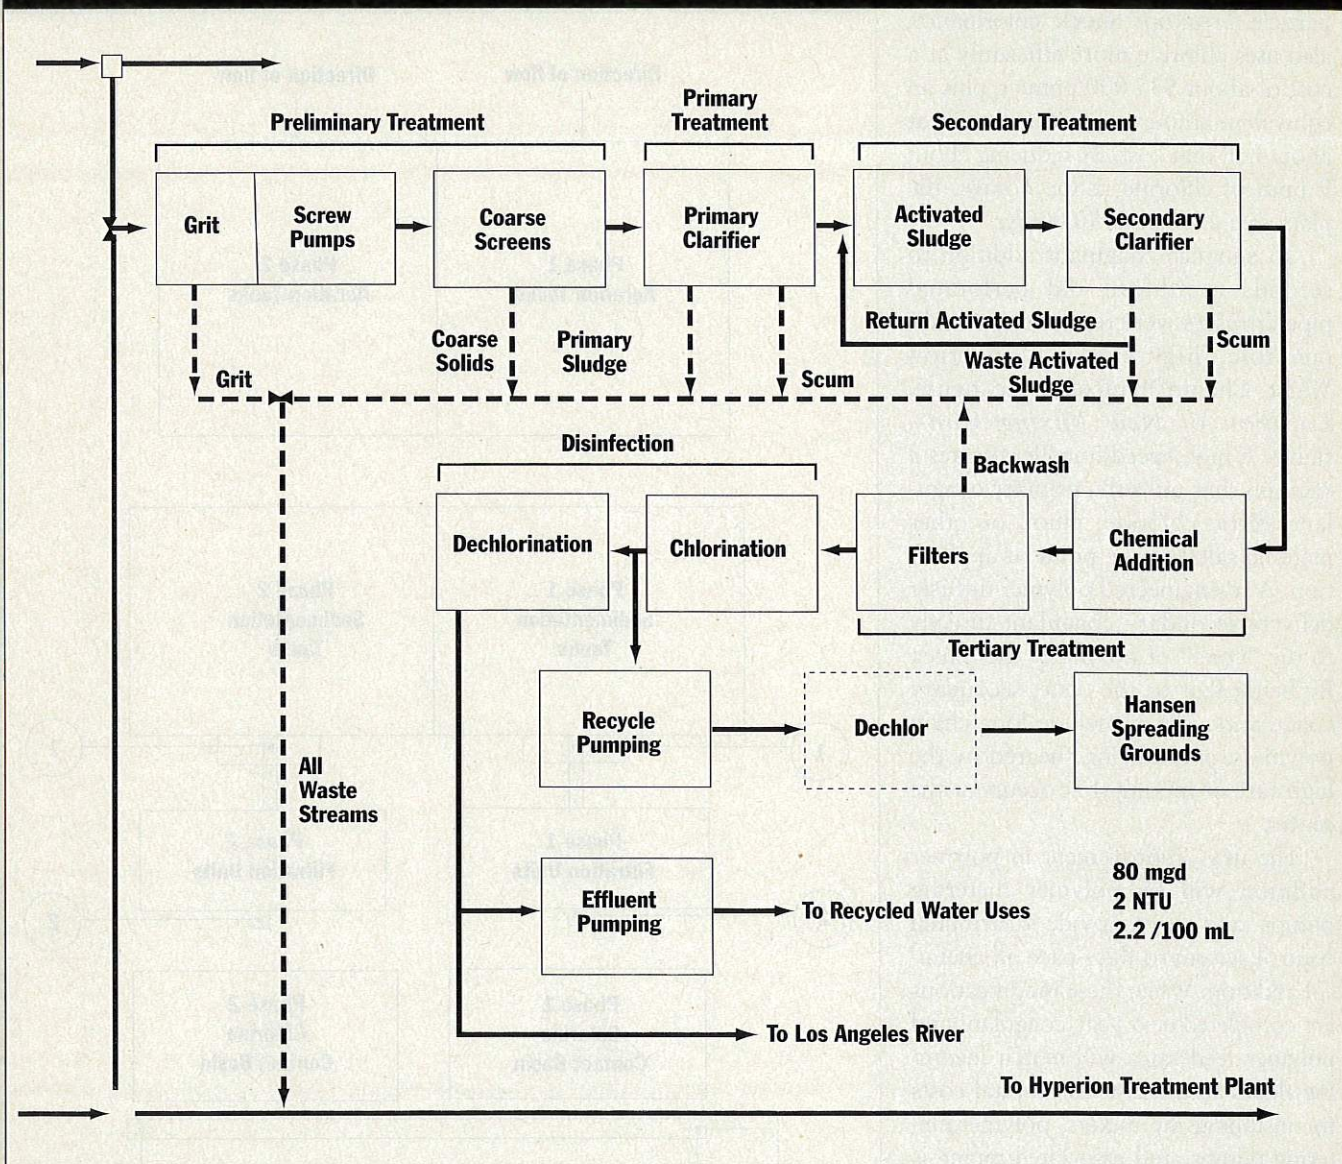 Preliminary Treatment
Primary
Treatment
Secondary Treatment
Grit
Screw
Pumps
Coarse
Screens
Primary
Clarifier
Activated
Sludge
Secondary
Clarifier
Return Activated Sludge
Coarse
Solids
Primary
Sludge
Waste Activated
Sludge
Scum
Grit
Scum
Disinfection
Backwash
Dechlorination
Chlorination
Filters
Chemical
Addition
Tertiary Treatment
Recycle
Pumping
Dechlor
Hansen
Spreading
Grounds
All
Waste
Streams
80 mgd
2 NTU
2.2 /100 mL
Effluent
Pumping
To Recycled Water Uses
To Los Angeles River
To Hyperion Treatment Plant